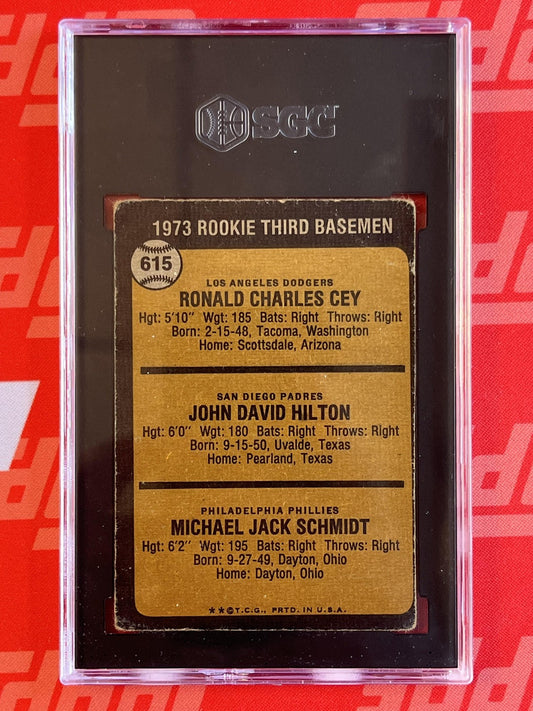 SGC
1973 ROOKIE THIRD BASEMEN
615
LOS ANGELES DODGERS
RONALD CHARLES CEY
Hgt: 5'10" Wgt: 185 Bats: Right Throws: Right
Born: 2-15-48, Tacoma, Washington
Home: Scottsdale, Arizona
SAN DIEGO PADRES
JOHN DAVID HILTON
Hgt: 6'0" Wgt: 180 Bats: Right Throws: Right
Born: 9-15-50, Uvalde, Texas
Home: Pearland, Texas
PHILADELPHIA PHILLIES
MICHAEL JACK SCHMIDT
Hgt: 6'2" Wgt: 195 Bats: Right Throws: Right
Born: 9-27-49, Dayton, Ohio
Home: Dayton, Ohio
★★©T.C.G., PRTD. IN U.S.A.